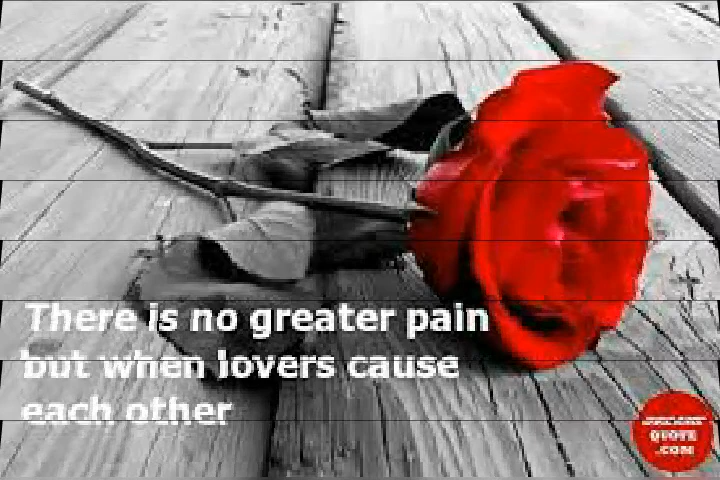 There is no greater pain
but when lovers cause
each other
QUOTE
.COM